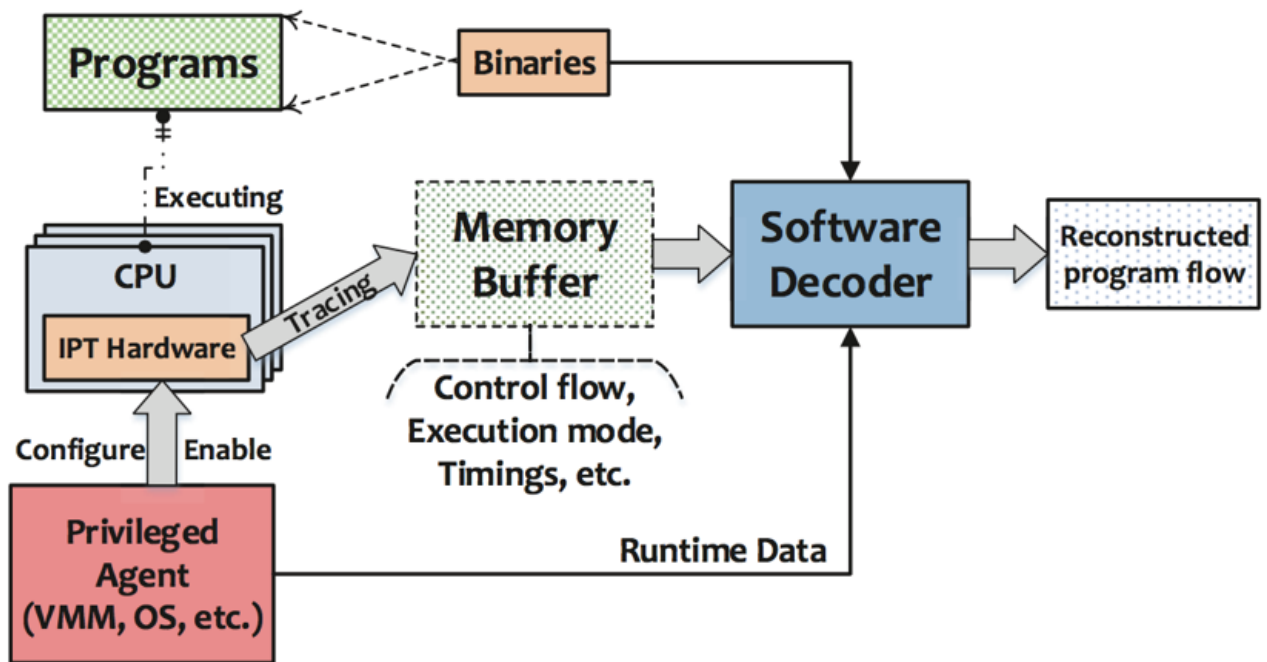 Programs
Binaries
Executing
CPU
IPT Hardware
Tracing
Memory
Buffer
Software
Decoder
Reconstructed
program flow
Control flow,
Execution mode,
Timings, etc.
Configure
Enable
Privileged
Agent
(VMM, OS, etc.)
Runtime Data